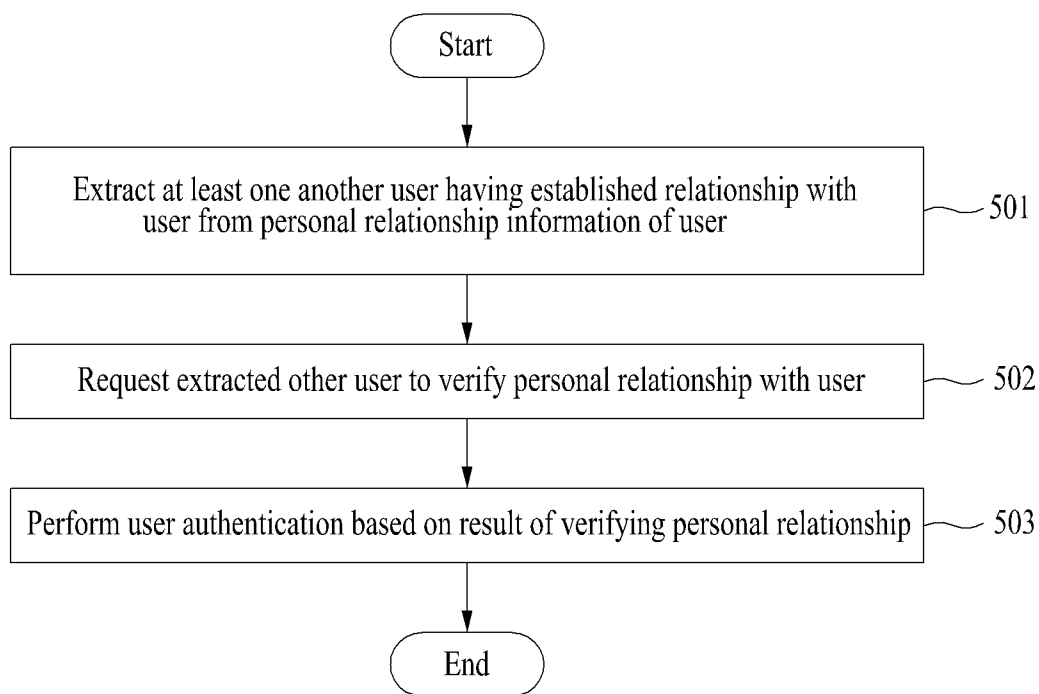 Start
Extract at least one another user having established relationship with
user from personal relationship information of user
501
Request extracted other user to verify personal relationship with user
502
Perform user authentication based on result of verifying personal relationship
503
End